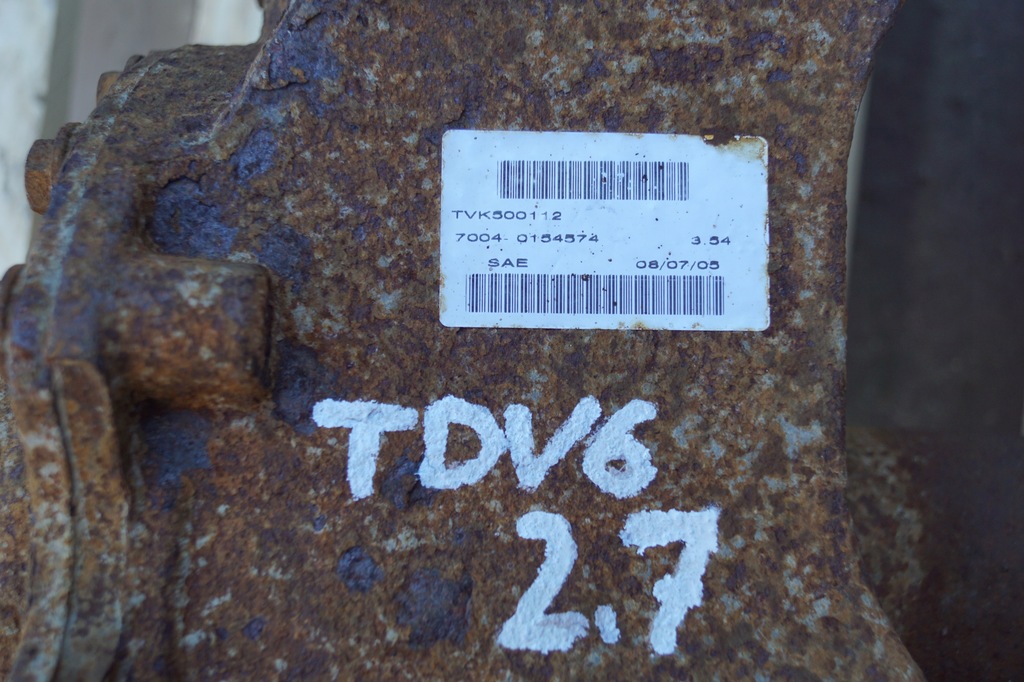 TVK500112
7004 0154574 3.54
SAE 08/07/05
TDV6
2.7